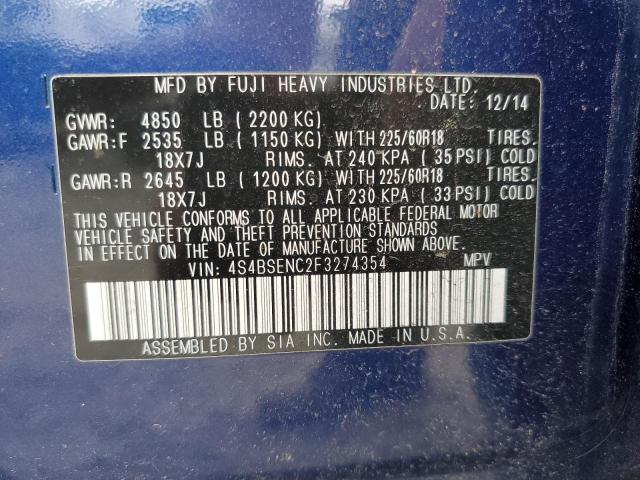 MFD BY FUJI HEAVY INDUSTRIES LTD.
DATE: 12/14
GVWR: 4850 LB ( 2200 KG)
GAWR:F 2535 LB ( 1150 KG) WITH 225/60R18 TIRES.
18X7J RIMS. AT 240 KPA ( 35 PSI) COLD
GAWR:R 2645 LB ( 1200 KG) WITH 225/60R18 TIRES.
18X7J RIMS. AT 230 KPA ( 33 PSI) COLD
THIS VEHICLE CONFORMS TO ALL APPLICABLE FEDERAL MOTOR
VEHICLE SAFETY AND THEFT PREVENTION STANDARDS
IN EFFECT ON THE DATE OF MANUFACTURE SHOWN ABOVE.
VIN: 4S4BSENC2F3274354 MPV
ASSEMBLED BY SIA INC. MADE IN U.S.A.